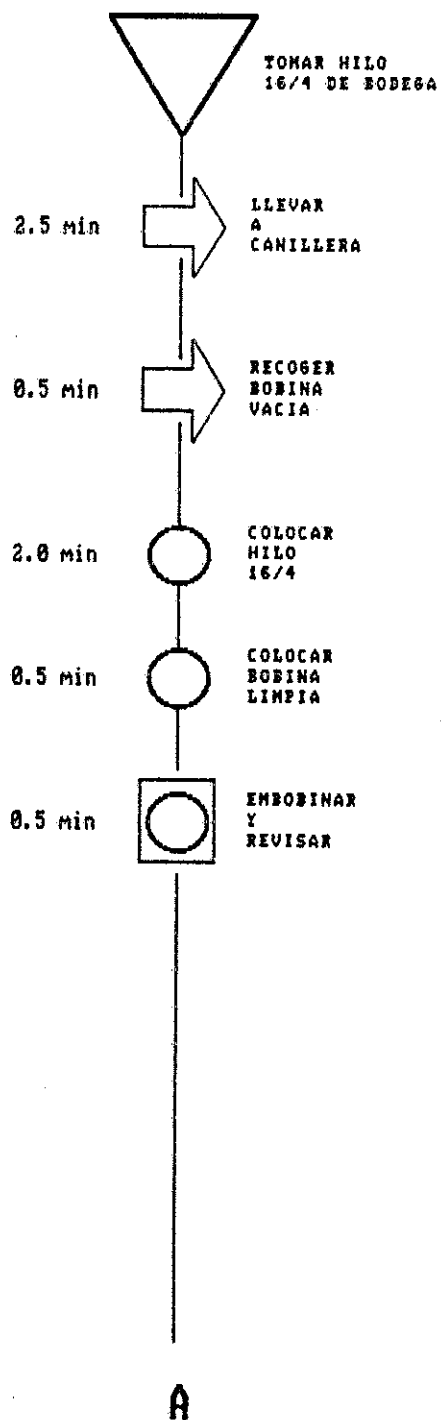 TOMAR HILO
16/4 DE BODEGA
2.5 min
LLEVAR
A
CANILLERA
0.5 min
RECOGER
BOBINA
VACIA
2.0 min
COLOCAR
HILO
16/4
0.5 min
COLOCAR
BOBINA
LIMPIA
0.5 min
EMBOBINAR
Y
REVISAR
A